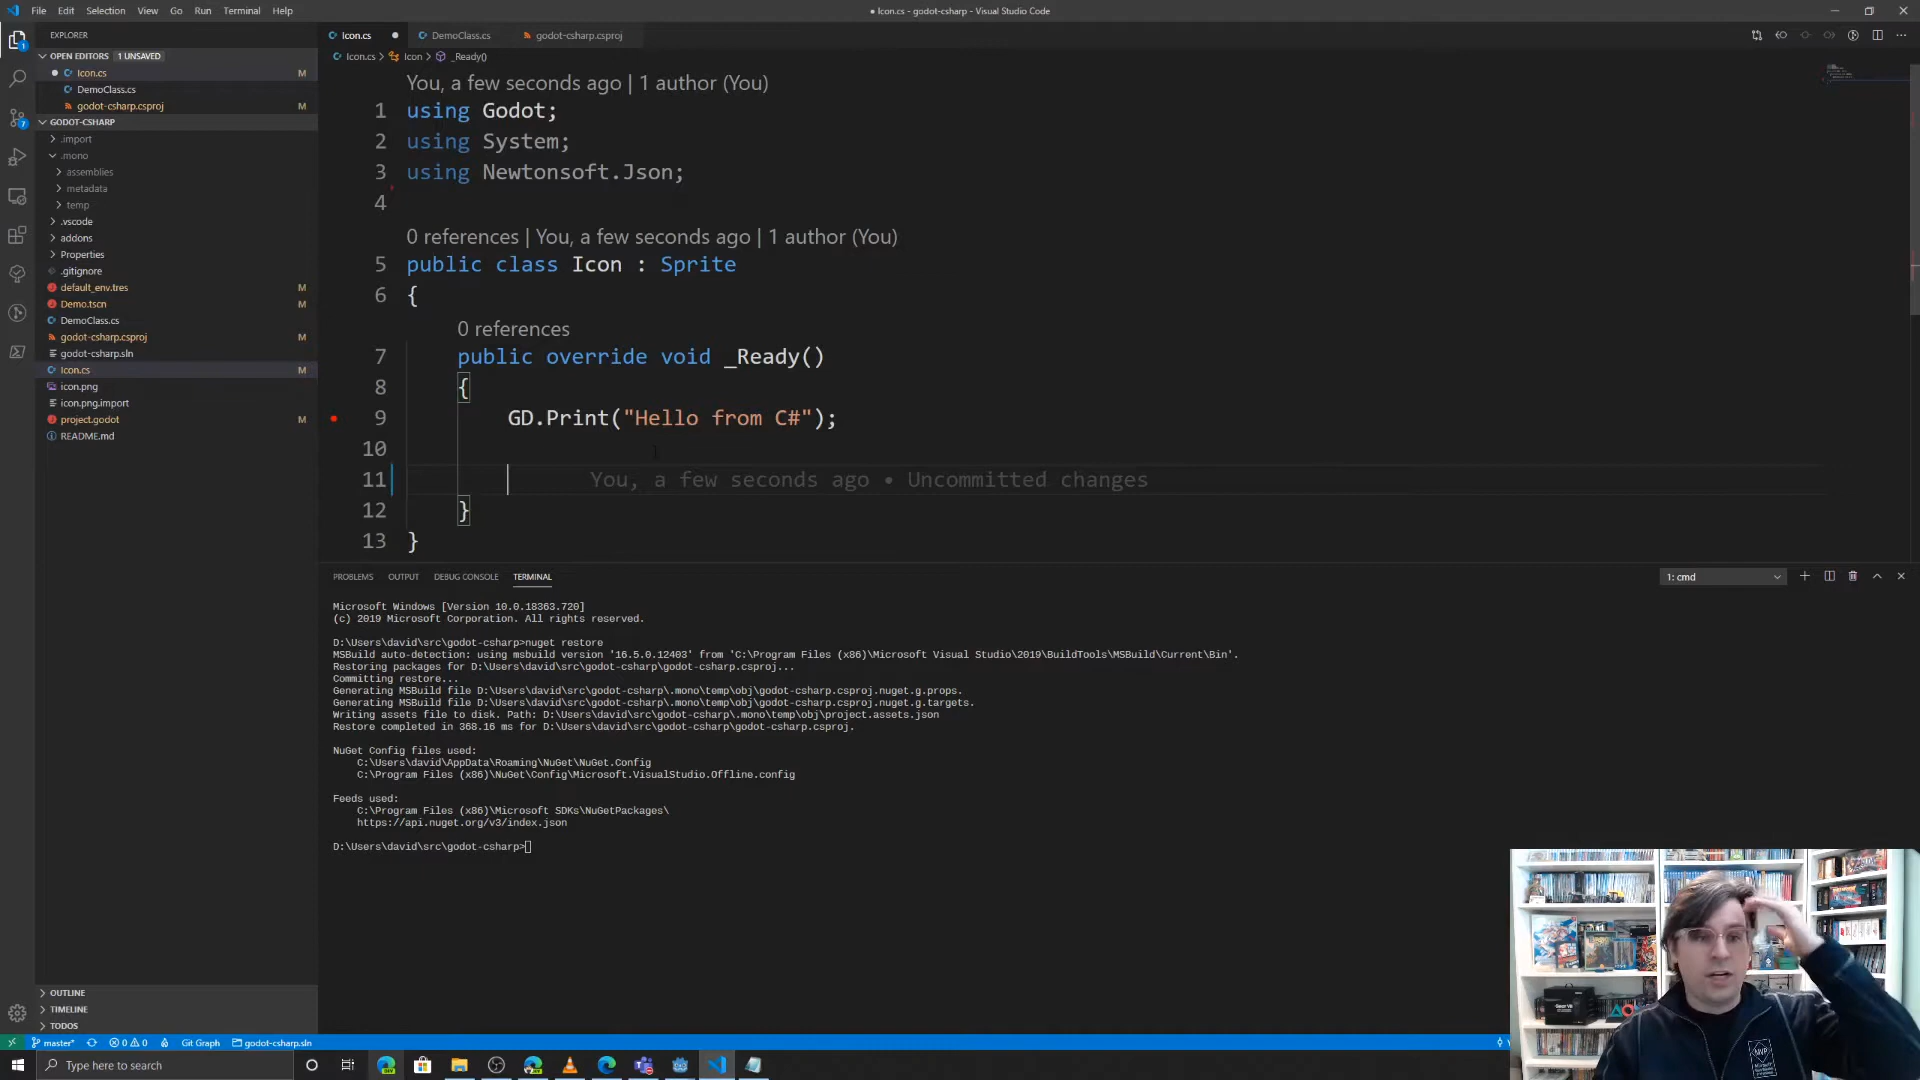 File Edit Selection View Go Run Terminal Help
● Icon.cs - godot-csharp - Visual Studio Code
EXPLORER
OPEN EDITORS 1 UNSAVED
Icon.cs M
DemoClass.cs
godot-csharp.csproj M
GODOT-CSHARP
.import
.mono
assemblies
metadata
temp
.vscode
addons
Properties
.gitignore
default_env.tres M
Demo.tscn M
DemoClass.cs
godot-csharp.csproj M
godot-csharp.sln
Icon.cs M
icon.png
icon.png.import
project.godot M
README.md
OUTLINE
TIMELINE
TODOS
Icon.cs DemoClass.cs godot-csharp.csproj
Icon.cs > Icon > _Ready()
You, a few seconds ago | 1 author (You)
1 using Godot;
2 using System;
3 using Newtonsoft.Json;
4
0 references | You, a few seconds ago | 1 author (You)
5 public class Icon : Sprite
6 {
0 references
7 public override void _Ready()
8 {
9 GD.Print("Hello from C#");
10
11 You, a few seconds ago • Uncommitted changes
12 }
13 }
PROBLEMS OUTPUT DEBUG CONSOLE TERMINAL 1: cmd
Microsoft Windows [Version 10.0.18363.720]
(c) 2019 Microsoft Corporation. All rights reserved.
D:\Users\david\src\godot-csharp>nuget restore
MSBuild auto-detection: using msbuild version '16.5.0.12403' from 'C:\Program Files (x86)\Microsoft Visual Studio\2019\BuildTools\MSBuild\Current\Bin'.
Restoring packages for D:\Users\david\src\godot-csharp\godot-csharp.csproj...
Committing restore...
Generating MSBuild file D:\Users\david\src\godot-csharp\.mono\temp\obj\godot-csharp.csproj.nuget.g.props.
Generating MSBuild file D:\Users\david\src\godot-csharp\.mono\temp\obj\godot-csharp.csproj.nuget.g.targets.
Writing assets file to disk. Path: D:\Users\david\src\godot-csharp\.mono\temp\obj\project.assets.json
Restore completed in 368.16 ms for D:\Users\david\src\godot-csharp\godot-csharp.csproj.
NuGet Config files used:
C:\Users\david\AppData\Roaming\NuGet\NuGet.Config
C:\Program Files (x86)\NuGet\Config\Microsoft.VisualStudio.Offline.config
Feeds used:
C:\Program Files (x86)\Microsoft SDKs\NuGetPackages\
https://api.nuget.org/v3/index.json
D:\Users\david\src\godot-csharp>
master* 0 0 Git Graph godot-csharp.sln
Type here to search